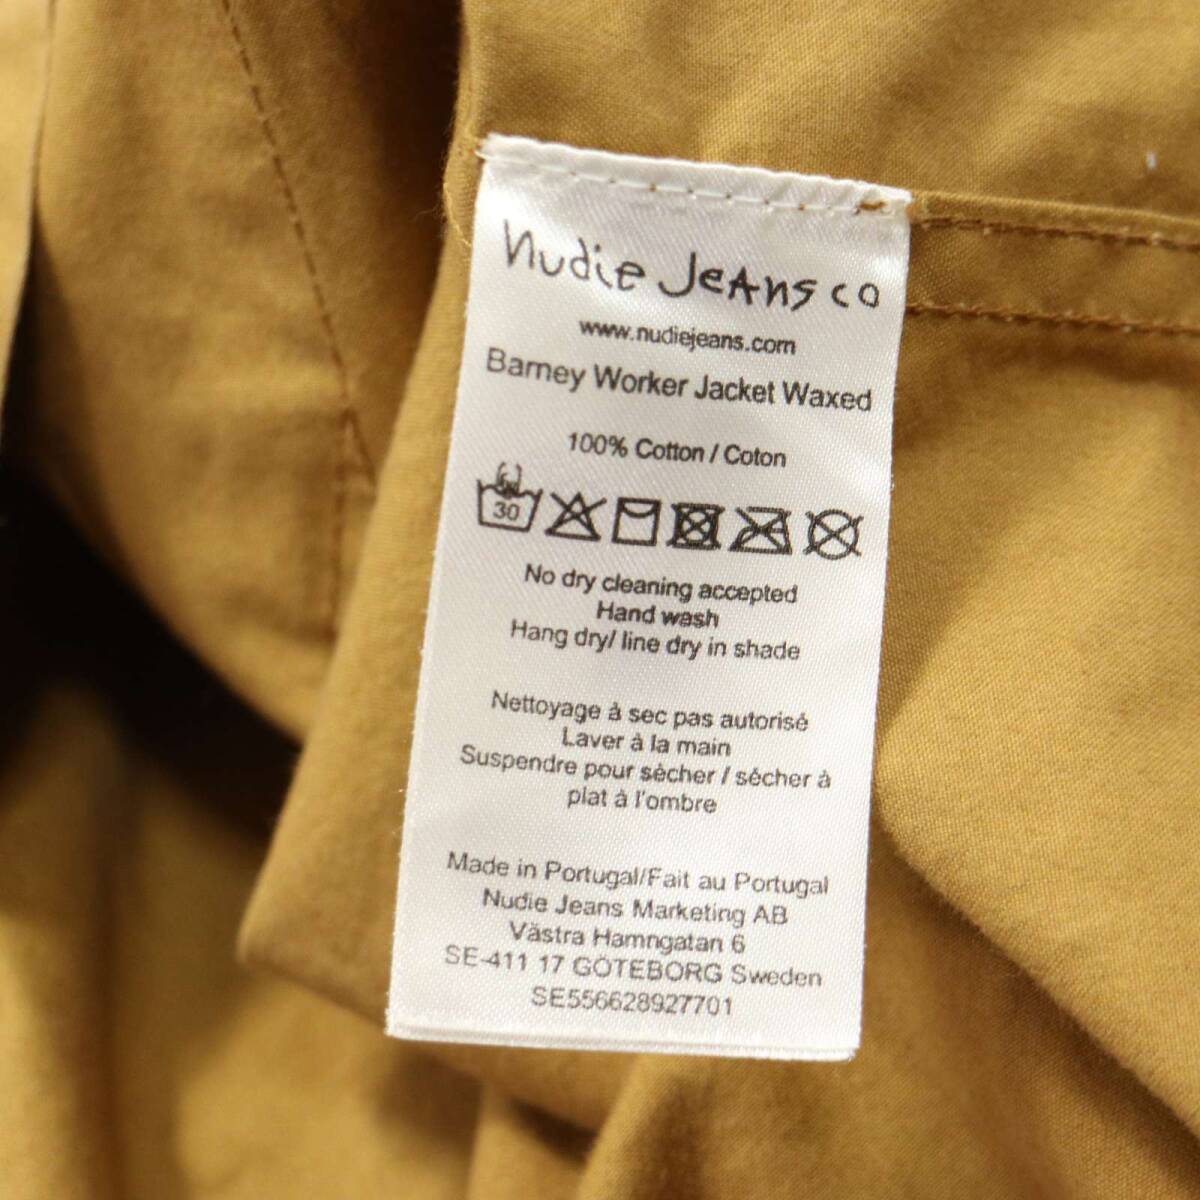 Nudie Jeans co
www.nudiejeans.com
Barney Worker Jacket Waxed
100% Cotton / Coton
30
No dry cleaning accepted
Hand wash
Hang dry/ line dry in shade
Nettoyage à sec pas autorisé
Laver à la main
Suspendre pour sècher / sècher à
plat à l'ombre
Made in Portugal/Fait au Portugal
Nudie Jeans Marketing AB
Västra Hamngatan 6
SE-411 17 GÖTEBORG Sweden
SE556628927701